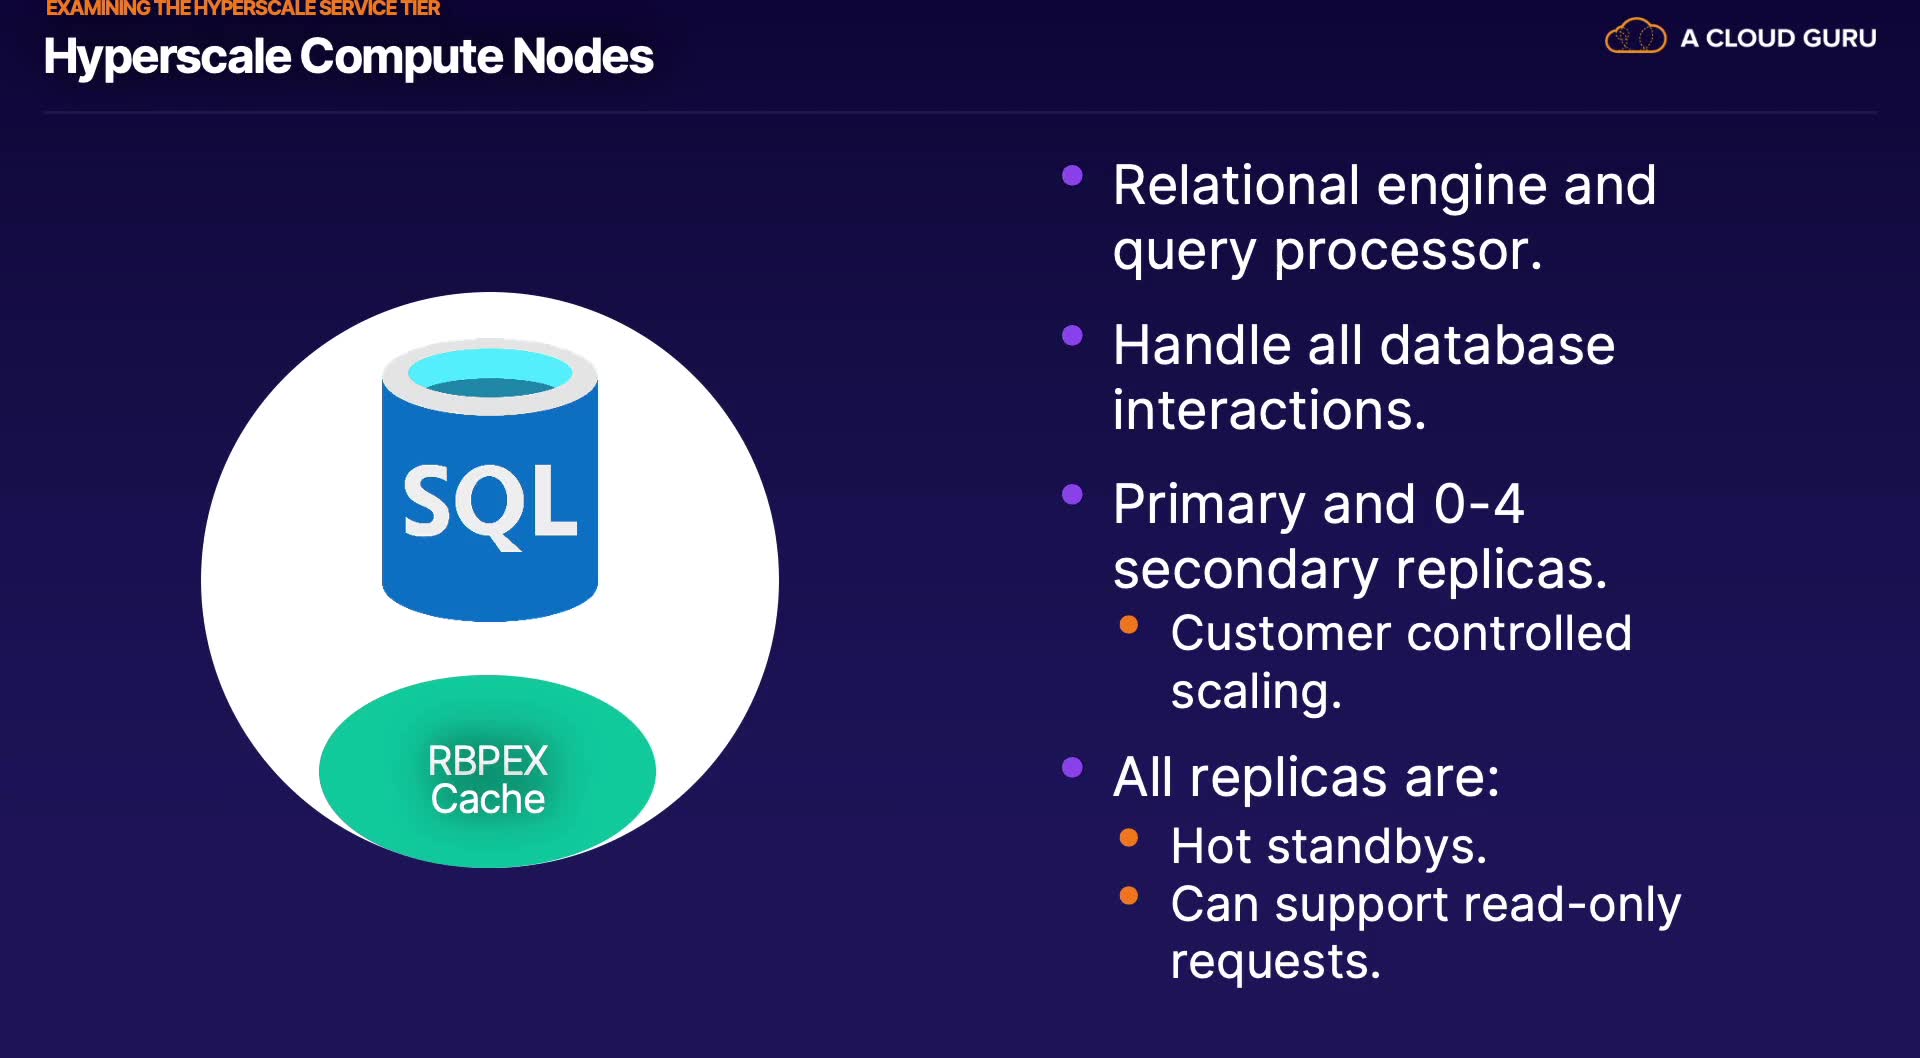 EXAMINING THE HYPERSCALE SERVICE TIER
Hyperscale Compute Nodes
A CLOUD GURU
SQL
RBPEX
Cache
Relational engine and
query processor.
Handle all database
interactions.
Primary and 0-4
secondary replicas.
Customer controlled
scaling.
All replicas are:
Hot standbys.
Can support read-only
requests.